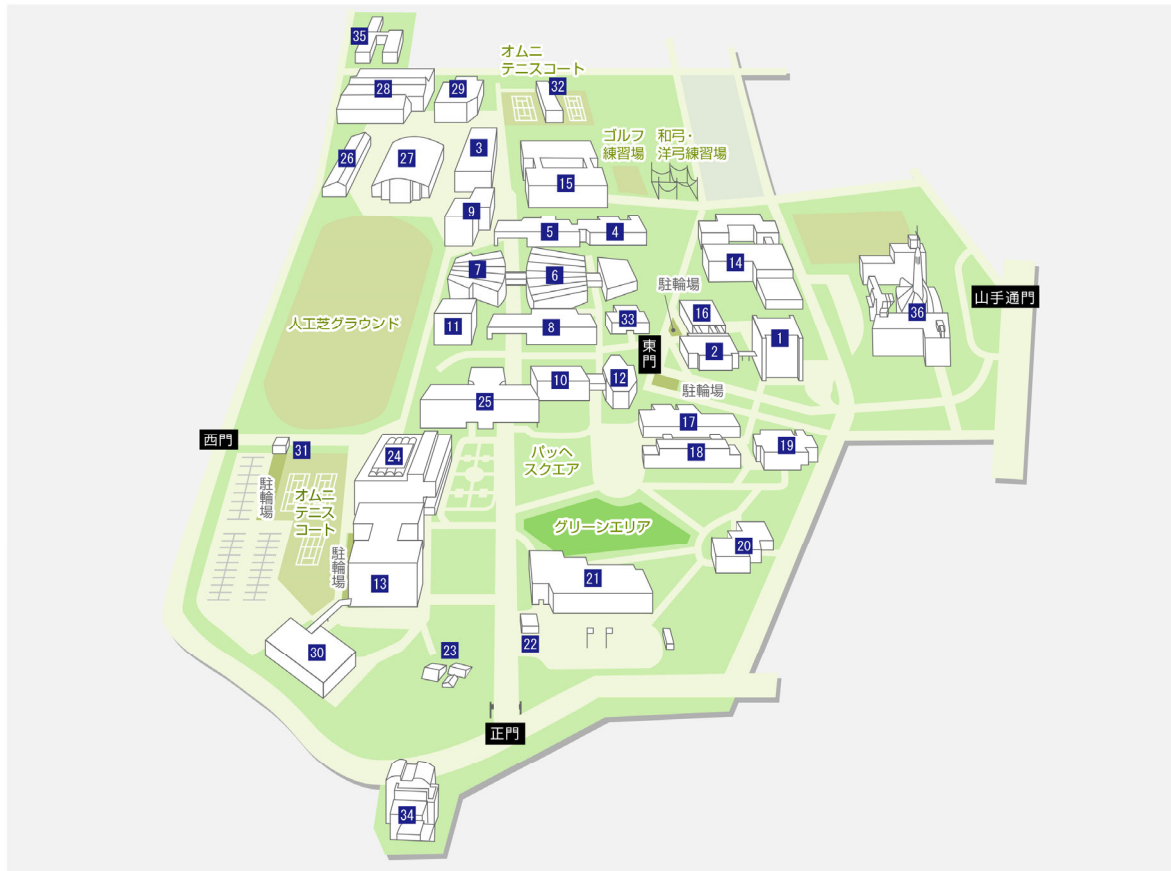 35
オムニ
テニスコート
28
29
32
ゴルフ
練習場
和弓・
洋弓練習場
26
27
3
15
9
5
4
14
7
6
駐輪場
山手通門
36
人工芝グラウンド
11
8
33
16
1
東門
2
10
12
駐輪場
25
17
18
19
西門
31
24
バッヘ
スクエア
駐輪場
オムニ
テニス
コート
グリーンエリア
20
駐輪場
13
21
22
30
23
正門
34